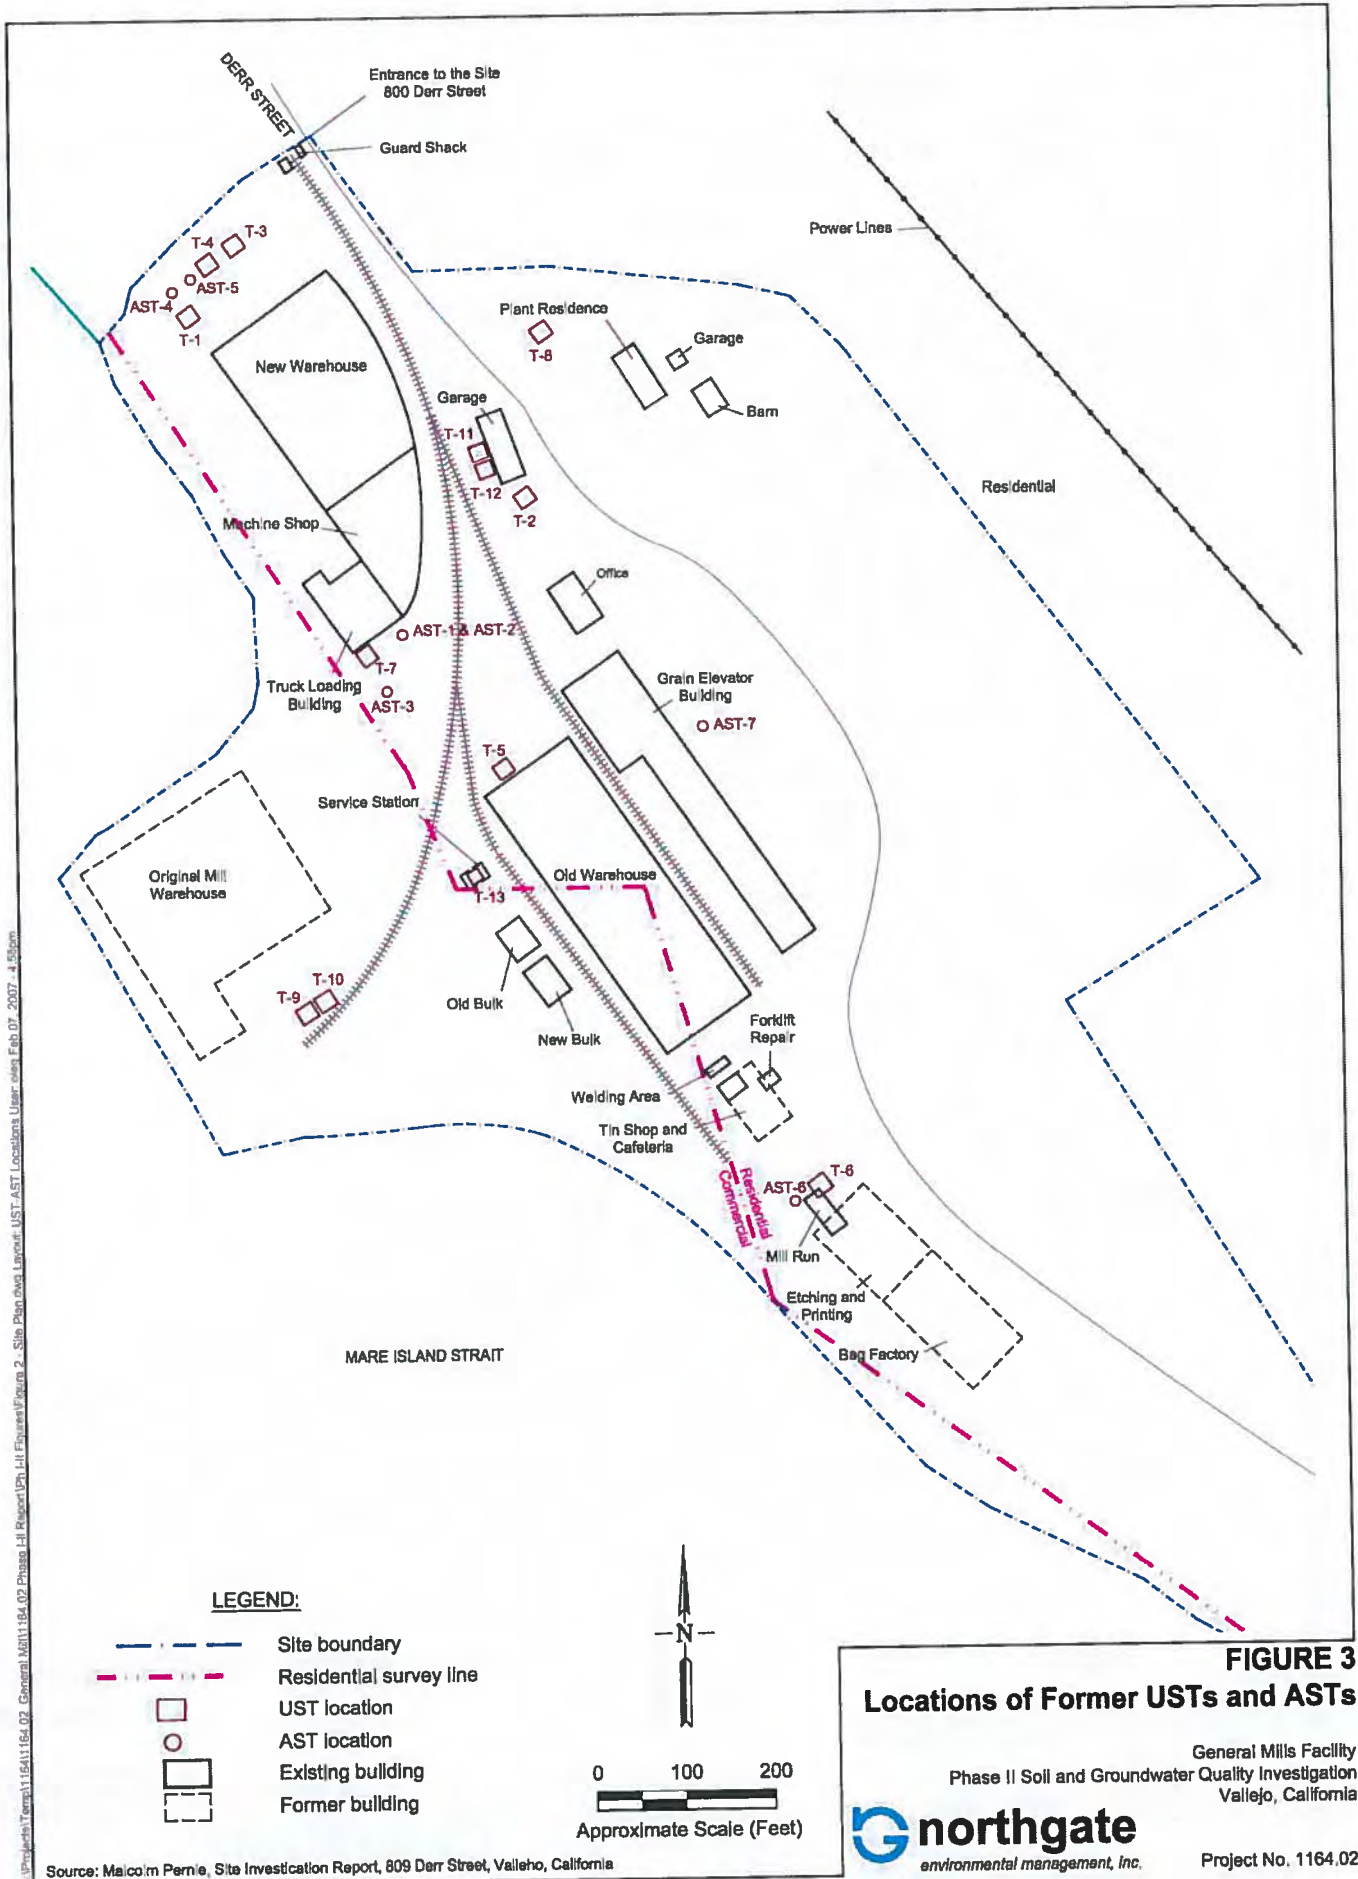 DERR STREET
Entrance to the Site
800 Derr Street
Guard Shack
Power Lines
T-4
T-3
AST-5
AST-4
T-1
Plant Residence
T-8
Garage
Barn
New Warehouse
Garage
T-11
T-12
T-2
Residential
Machine Shop
Office
AST-1 & AST-2
T-7
Truck Loading
Building
AST-3
Grain Elevator
Building
AST-7
T-5
Service Station
Original Mill
Warehouse
Old Warehouse
T-13
T-10
T-9
Old Bulk
New Bulk
Forklift
Repair
Welding Area
Tin Shop and
Cafeteria
Residential
Commercial
T-6
AST-6
Mill Run
Etching and
Printing
Bag Factory
MARE ISLAND STRAIT
LEGEND:
Site boundary
Residential survey line
UST location
AST location
Existing building
Former building
N
0 100 200
Approximate Scale (Feet)
FIGURE 3
Locations of Former USTs and ASTs
General Mills Facility
Phase II Soil and Groundwater Quality Investigation
Vallejo, California
northgate
environmental management, inc.
Project No. 1164.02
Source: Malcolm Pernie, Site Investigation Report, 809 Derr Street, Valleho, California